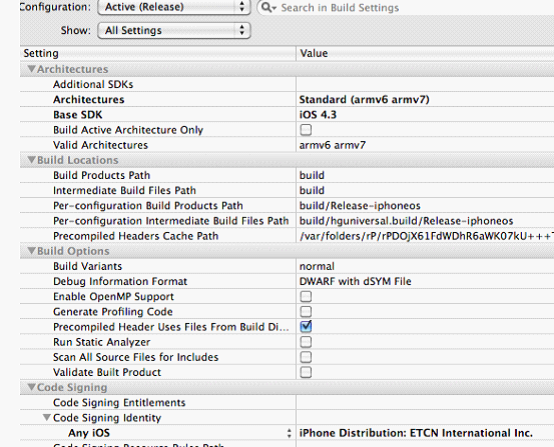 Configuration: Active (Release) Search in Build Settings
Show: All Settings
Setting Value
Architectures
Additional SDKs
Architectures Standard (armv6 armv7)
Base SDK iOS 4.3
Build Active Architecture Only
Valid Architectures armv6 armv7
Build Locations
Build Products Path build
Intermediate Build Files Path build
Per-configuration Build Products Path build/Release-iphoneos
Per-configuration Intermediate Build Files Path build/hguniversal.build/Release-iphoneos
Precompiled Headers Cache Path /var/folders/rP/rPDOjX61FdWDhR6aWK07kU+++T
Build Options
Build Variants normal
Debug Information Format DWARF with dSYM File
Enable OpenMP Support
Generate Profiling Code
Precompiled Header Uses Files From Build Di...
Run Static Analyzer
Scan All Source Files for Includes
Validate Built Product
Code Signing
Code Signing Entitlements
Code Signing Identity
Any iOS iPhone Distribution: ETCN International Inc.